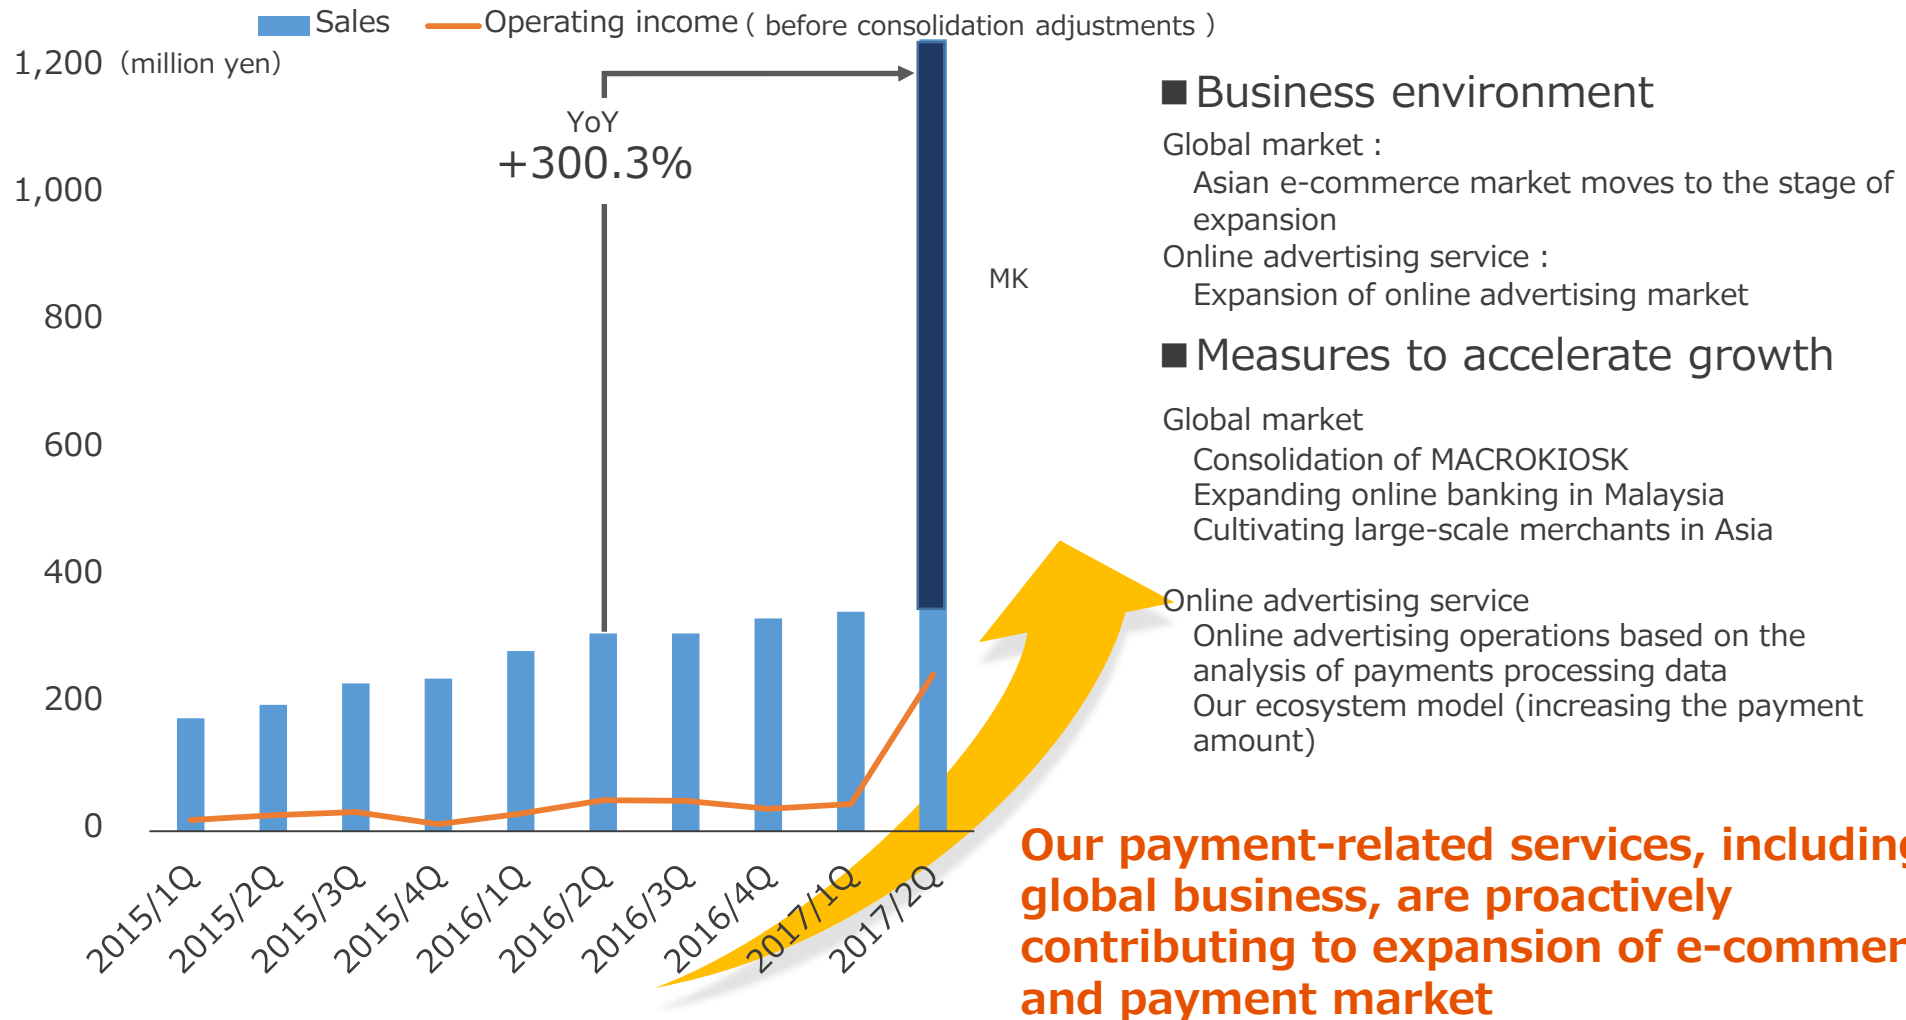 Sales Operating income ( before consolidation adjustments )
1,200 (million yen)
1,000
800
600
400
200
0
YoY
+300.3%
MK
2015/1Q
2015/2Q
2015/3Q
2015/4Q
2016/1Q
2016/2Q
2016/3Q
2016/4Q
2017/1Q
2017/2Q
■Business environment
Global market :
Asian e-commerce market moves to the stage of
expansion
Online advertising service :
Expansion of online advertising market
■Measures to accelerate growth
Global market
Consolidation of MACROKIOSK
Expanding online banking in Malaysia
Cultivating large-scale merchants in Asia
Online advertising service
Online advertising operations based on the
analysis of payments processing data
Our ecosystem model (increasing the payment
amount)
Our payment-related services, including
global business, are proactively
contributing to expansion of e-commer
and payment market